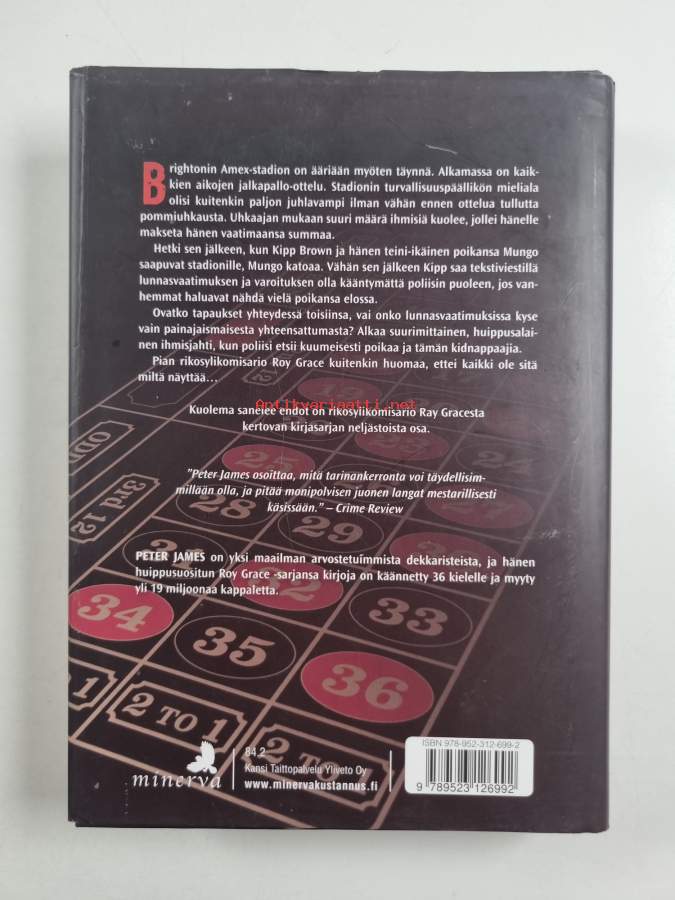 Brightonin Amex-stadion on ääriään myöten täynnä. Alkamassa on kaik-
kien aikojen jalkapallo-ottelu. Stadionin turvallisuuspäällikön mieliala
olisi kuitenkin paljon juhlavampi ilman vähän ennen ottelua tullutta
pommiuhkausta. Uhkaajan mukaan suuri määrä ihmisiä kuolee, jollei hänelle
makseta hänen vaatimaansa summaa.
Hetki sen jälkeen, kun Kipp Brown ja hänen teini-ikäinen poikansa Mungo
saapuvat stadionille, Mungo katoaa. Vähän sen jälkeen Kipp saa tekstiviestillä
lunnasvaatimuksen ja varoituksen olla kääntymättä poliisin puoleen, jos van-
hemmat haluavat nähdä vielä poikansa elossa.
Ovatko tapaukset yhteydessä toisiinsa, vai onko lunnasvaatimuksissa kyse
vain painajaismaisesta yhteensattumasta? Alkaa suurimittainen, huippusalai-
nen ihmisjahti, kun poliisi etsii kuumeisesti poikaa ja tämän kidnappaajia.
Pian rikosylikomisario Roy Grace kuitenkin huomaa, ettei kaikki ole sitä
miltä näyttää...
Antikvariaatti.net
Kuolema sanelee ehdot on rikosylikomisario Ray Gracesta
kertovan kirjasarjan neljästoista osa.
"Peter James osoittaa, mitä tarinankerronta voi täydellisim-
millään olla, ja pitää monipolvisen juonen langat mestarillisesti
käsissään." – Crime Review
PETER JAMES on yksi maailman arvostetuimmista dekkaristeista, ja hänen
huippusuositun Roy Grace -sarjansa kirjoja on käännetty 36 kielelle ja myyty
yli 19 miljoonaa kappaletta.
ODD
3rd 12
28
29
31
32
33
34
35
36
2 TO 1
2 TO 1
TO 1
minerva
84.2
Kansi Taittopalvelu Yliveto Oy
www.minervakustannus.fi
ISBN 978-952-312-699-2
9 789523 126992